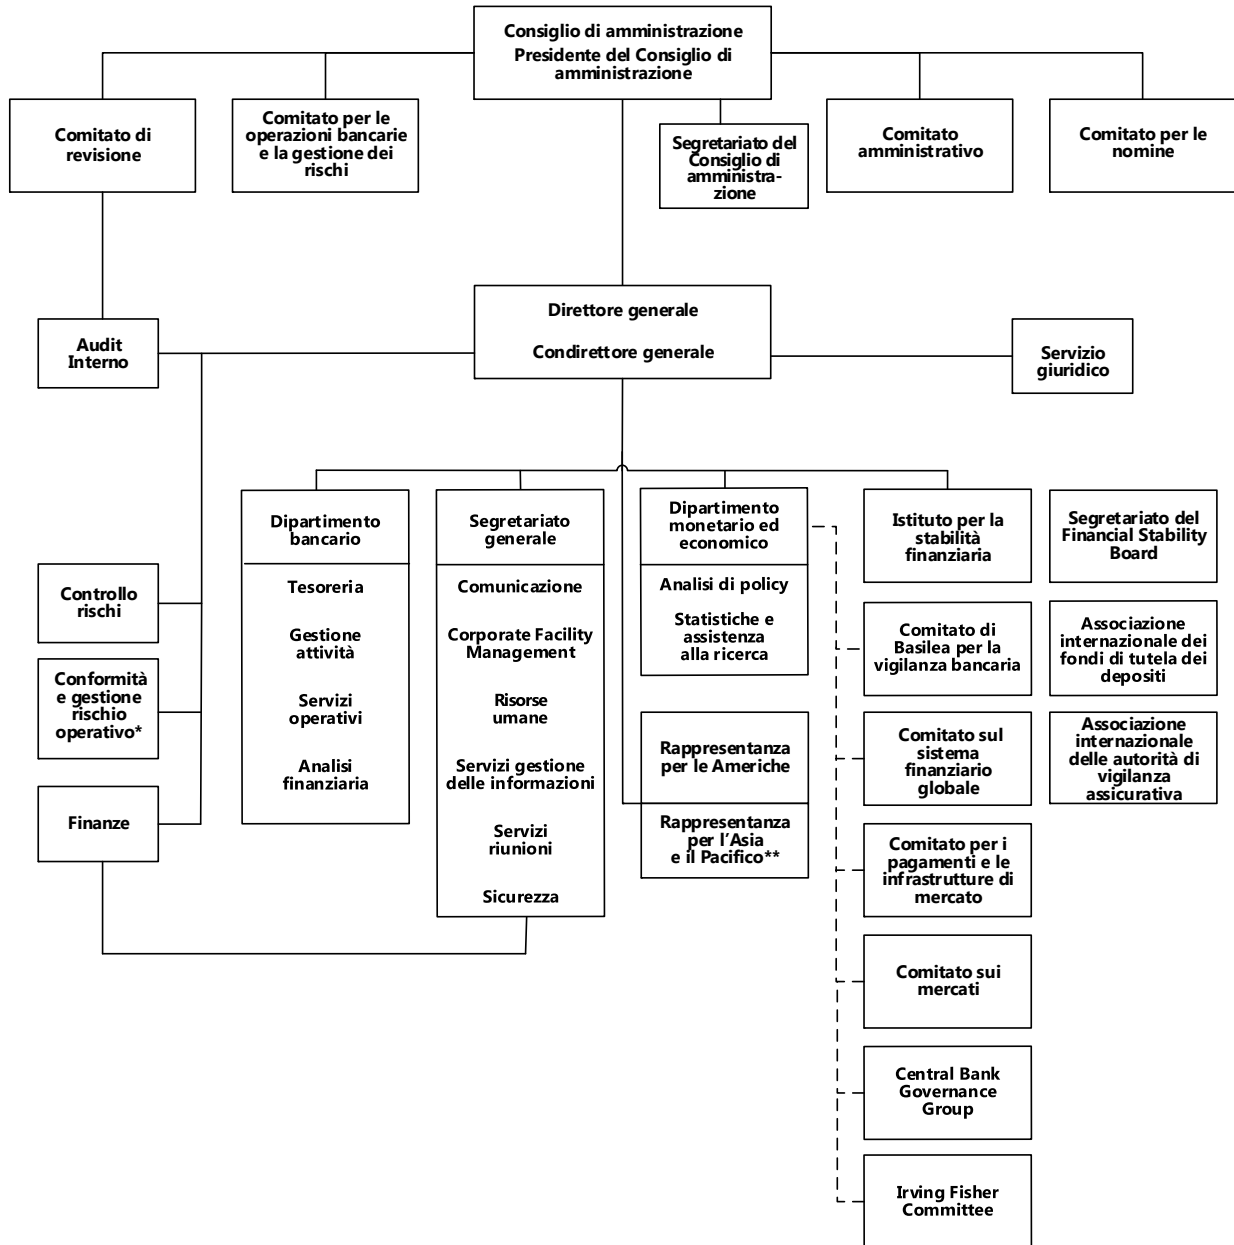 Consiglio di amministrazione
Presidente del Consiglio di
amministrazione
Comitato di
revisione
Comitato per le
operazioni bancarie
e la gestione dei
rischi
Segretariato del
Consiglio di
amministra-
zione
Comitato
amministrativo
Comitato per le
nomine
Direttore generale
Condirettore generale
Audit
Interno
Servizio
giuridico
Dipartimento
bancario
Tesoreria
Gestione
attività
Servizi
operativi
Analisi
finanziaria
Segretariato
generale
Comunicazione
Corporate Facility
Management
Risorse
umane
Servizi gestione
delle informazioni
Servizi
riunioni
Sicurezza
Dipartimento
monetario ed
economico
Analisi di policy
Statistiche e
assistenza
alla ricerca
Rappresentanza
per le Americhe
Rappresentanza
per l'Asia
e il Pacifico**
Istituto per la
stabilità
finanziaria
Segretariato del
Financial Stability
Board
Controllo
rischi
Conformità
e gestione
rischio
operativo*
Finanze
Comitato di
Basilea per la
vigilanza bancaria
Associazione
internazionale dei
fondi di tutela dei
depositi
Comitato sul
sistema
finanziario
globale
Associazione
internazionale
delle autorità di
vigilanza
assicurativa
Comitato per i
pagamenti e le
infrastrutture di
mercato
Comitato sui
mercati
Central Bank
Governance
Group
Irving Fisher
Committee